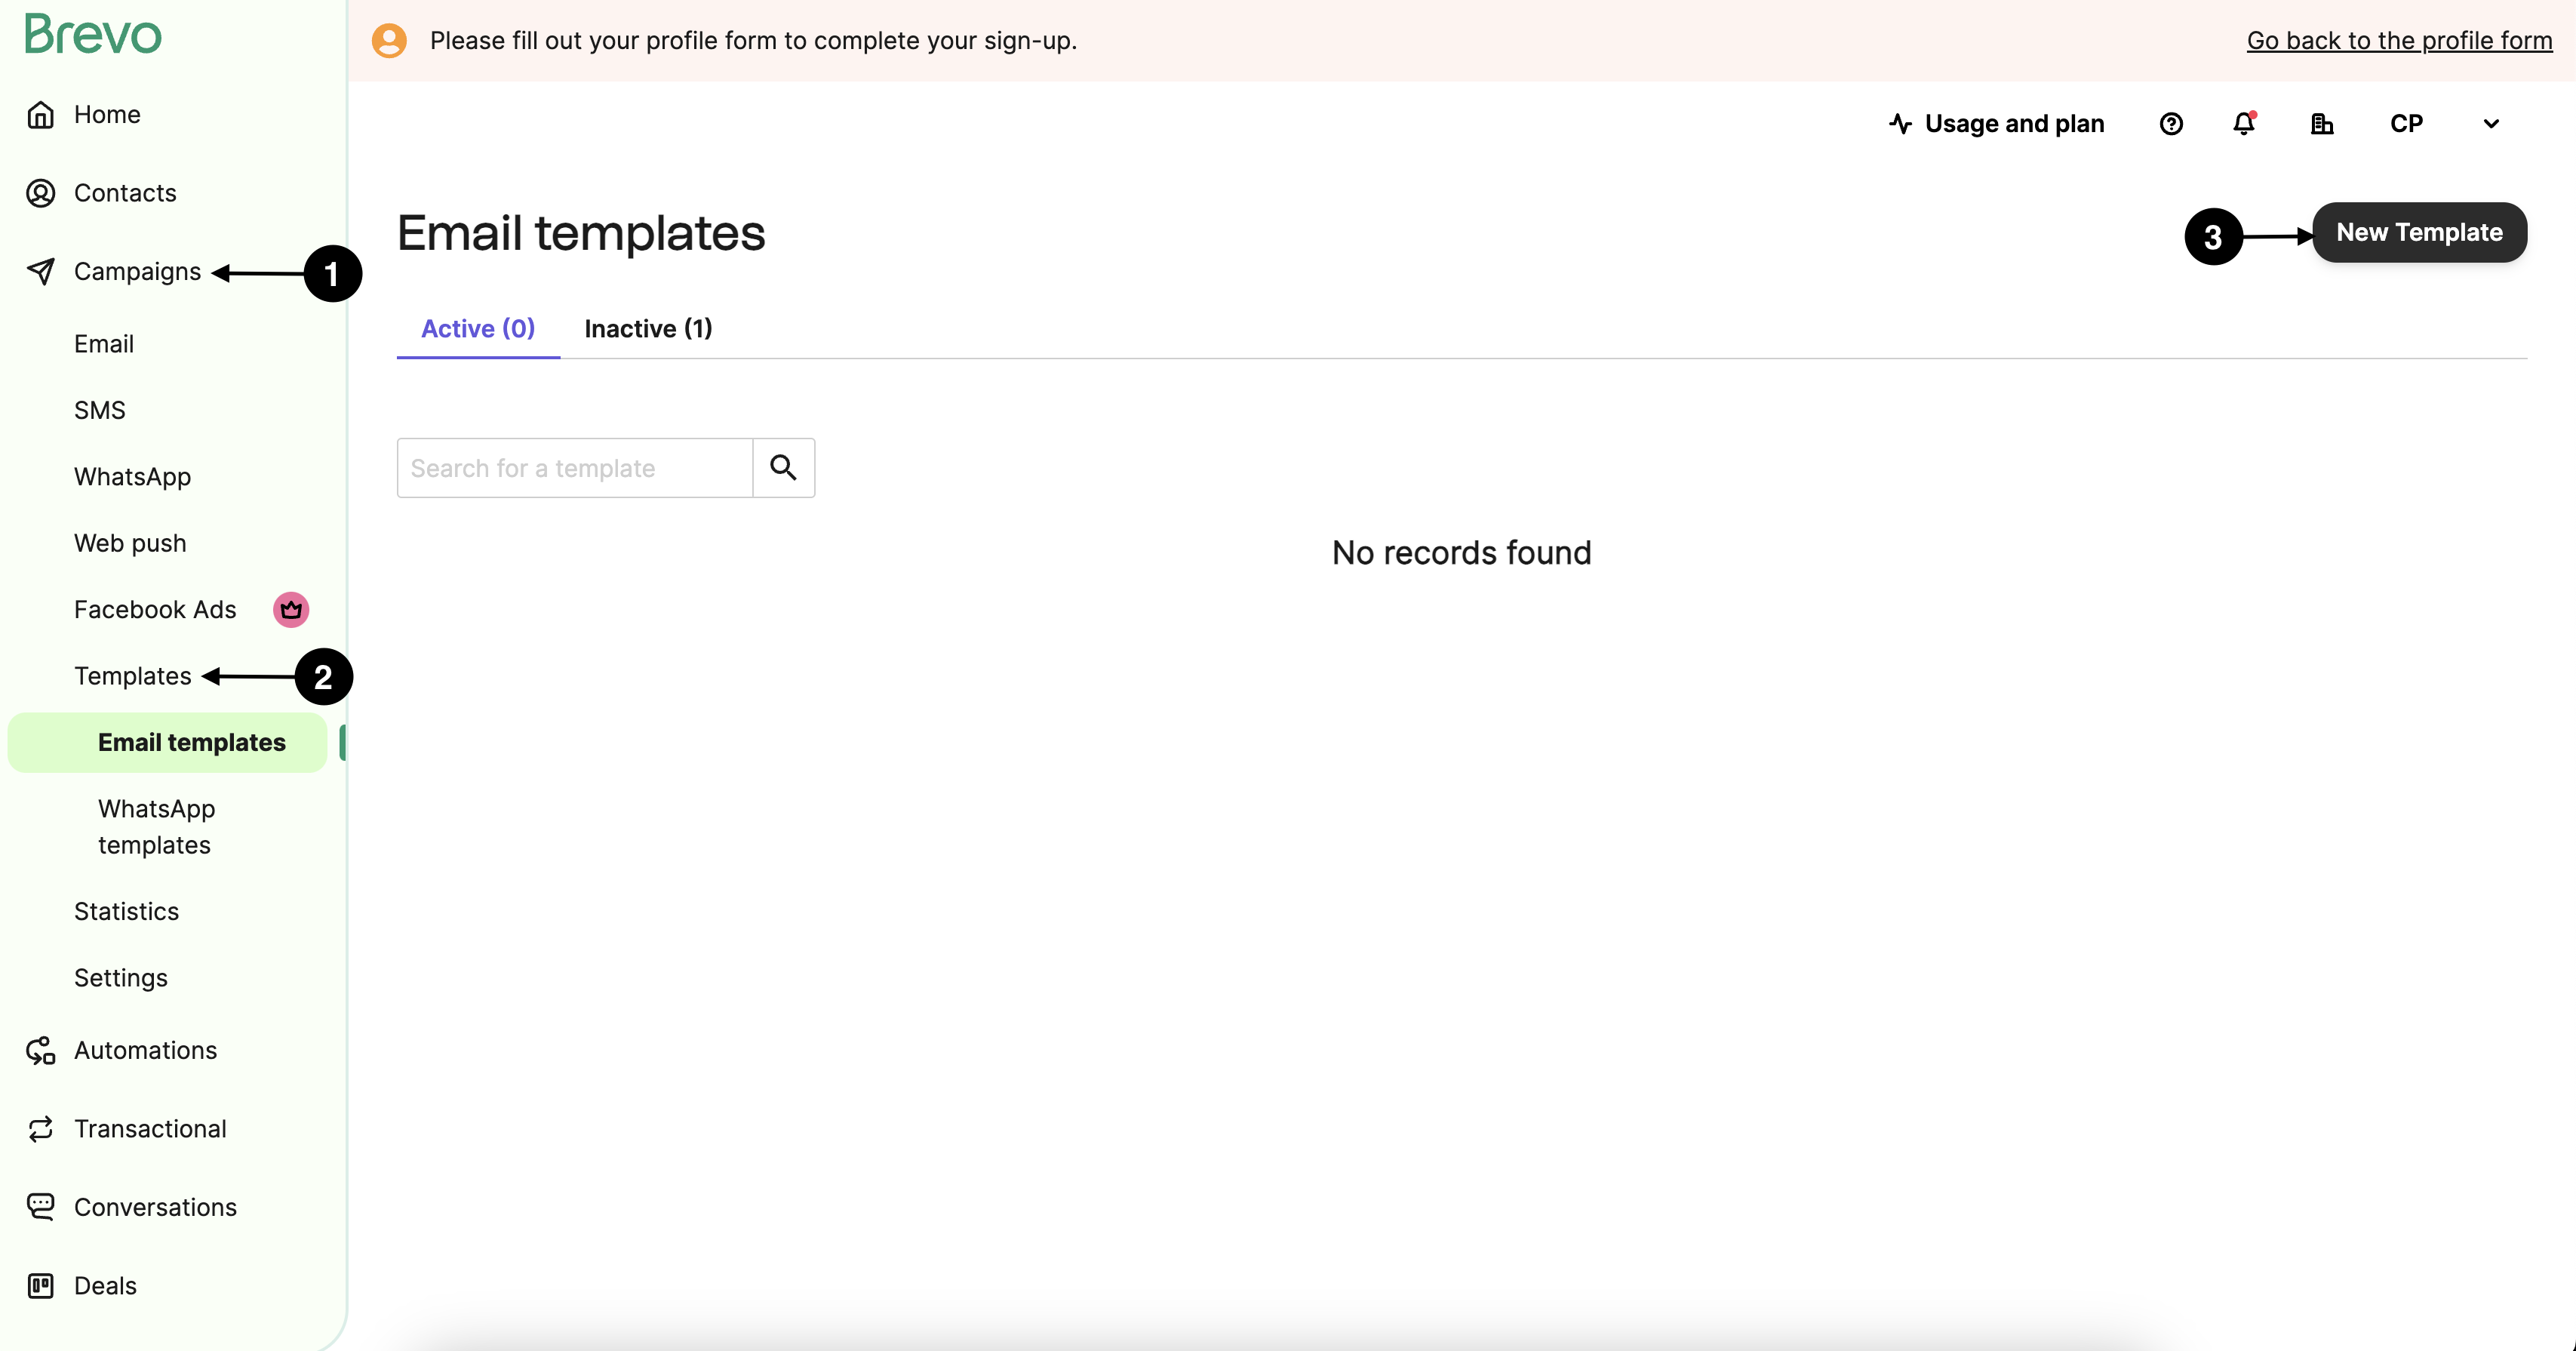 Brevo
Please fill out your profile form to complete your sign-up.
Go back to the profile form
Home
Contacts
Campaigns
1
Email
SMS
WhatsApp
Web push
Facebook Ads
Templates
2
Email templates
WhatsApp
templates
Statistics
Settings
Automations
Transactional
Conversations
Deals
Usage and plan
CP
Email templates
3
New Template
Active (0)
Inactive (1)
Search for a template
No records found